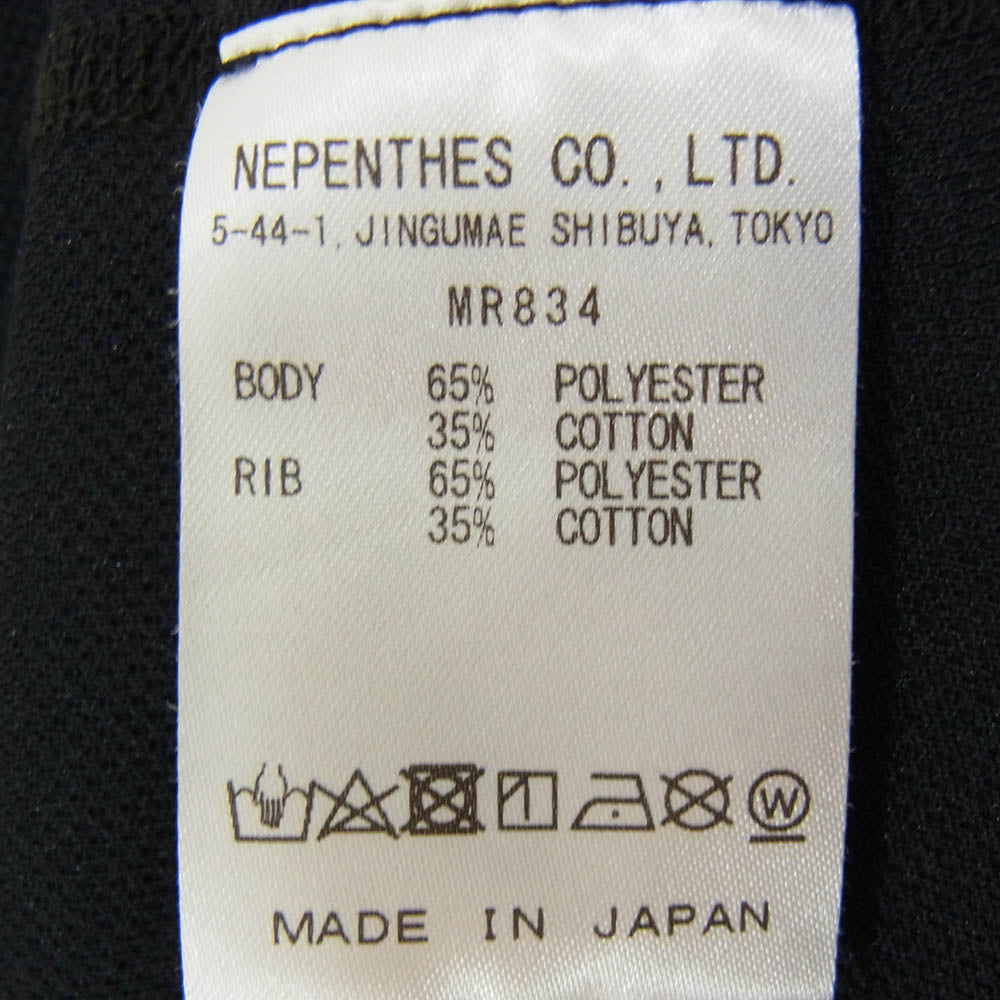 NEPENTHES CO., LTD.
5-44-1, JINGUMAE SHIBUYA, TOKYO
MR834
BODY 65% POLYESTER
35% COTTON
RIB 65% POLYESTER
35% COTTON
W
MADE IN JAPAN